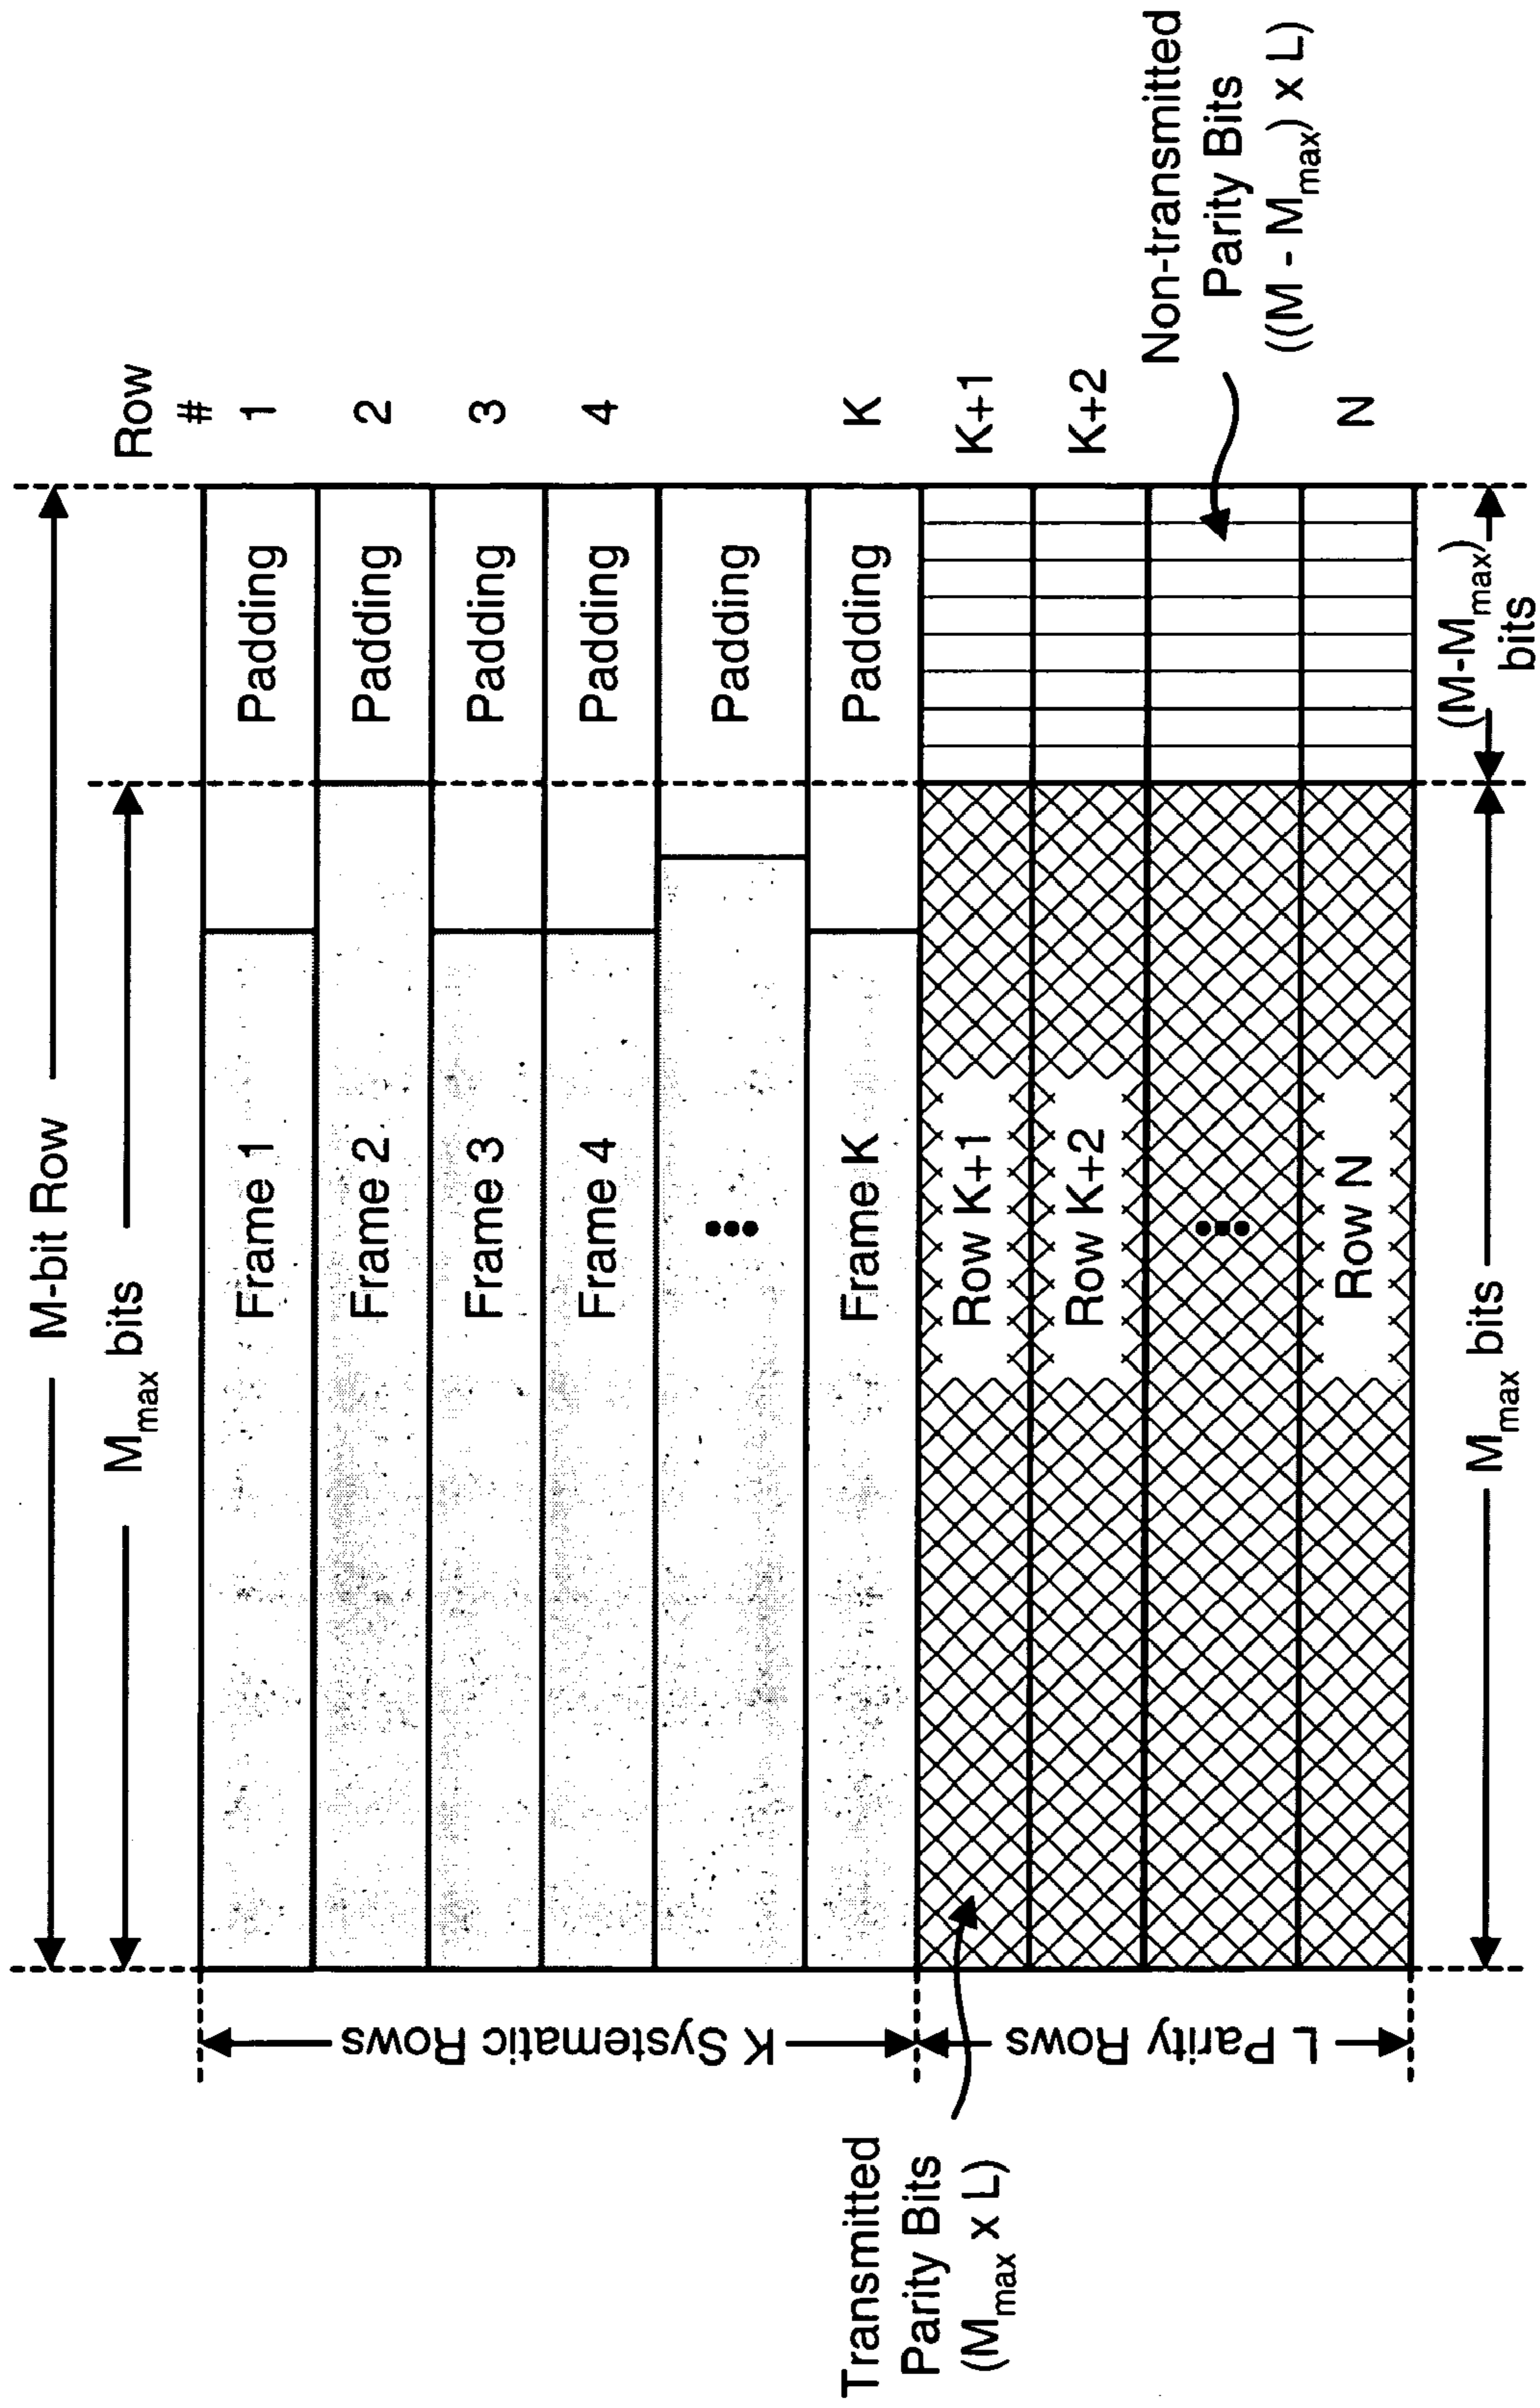 M-bit Row
M_max bits
Row
#
Frame 1
Padding
1
Frame 2
Padding
2
Frame 3
Padding
3
Frame 4
Padding
4
Padding
Frame K
Padding
K
Row K+1
K+1
Row K+2
K+2
Row N
N
K Systematic Rows
L Parity Rows
Transmitted
Parity Bits
(M_max x L)
Non-transmitted
Parity Bits
((M - M_max) x L)
M_max bits
(M-M_max)
bits